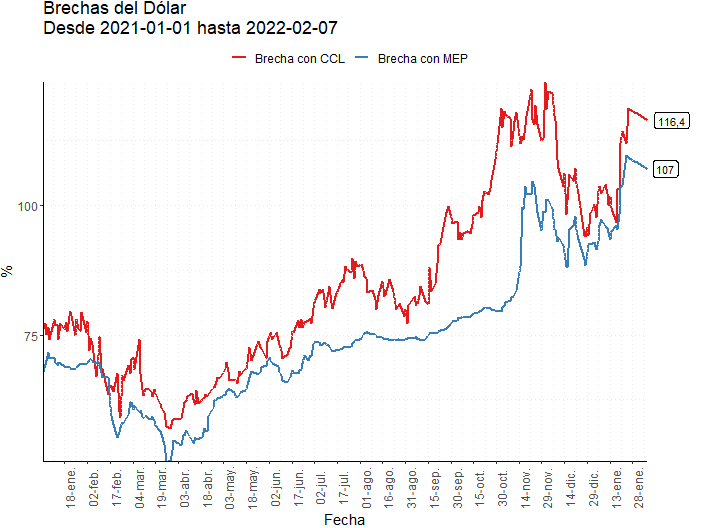 Brechas del Dólar
Desde 2021-01-01 hasta 2022-02-07
Brecha con CCL
Brecha con MEP
116,4
107
100
75
%
18-ene.
02-feb.
17-feb.
04-mar.
19-mar.
03-abr.
18-abr.
03-may.
18-may.
02-jun.
17-jun.
02-jul.
17-jul.
01-ago.
16-ago.
31-ago.
15-sep.
30-sep.
15-oct.
30-oct.
14-nov.
29-nov.
14-dic.
29-dic.
13-ene.
28-ene.
Fecha